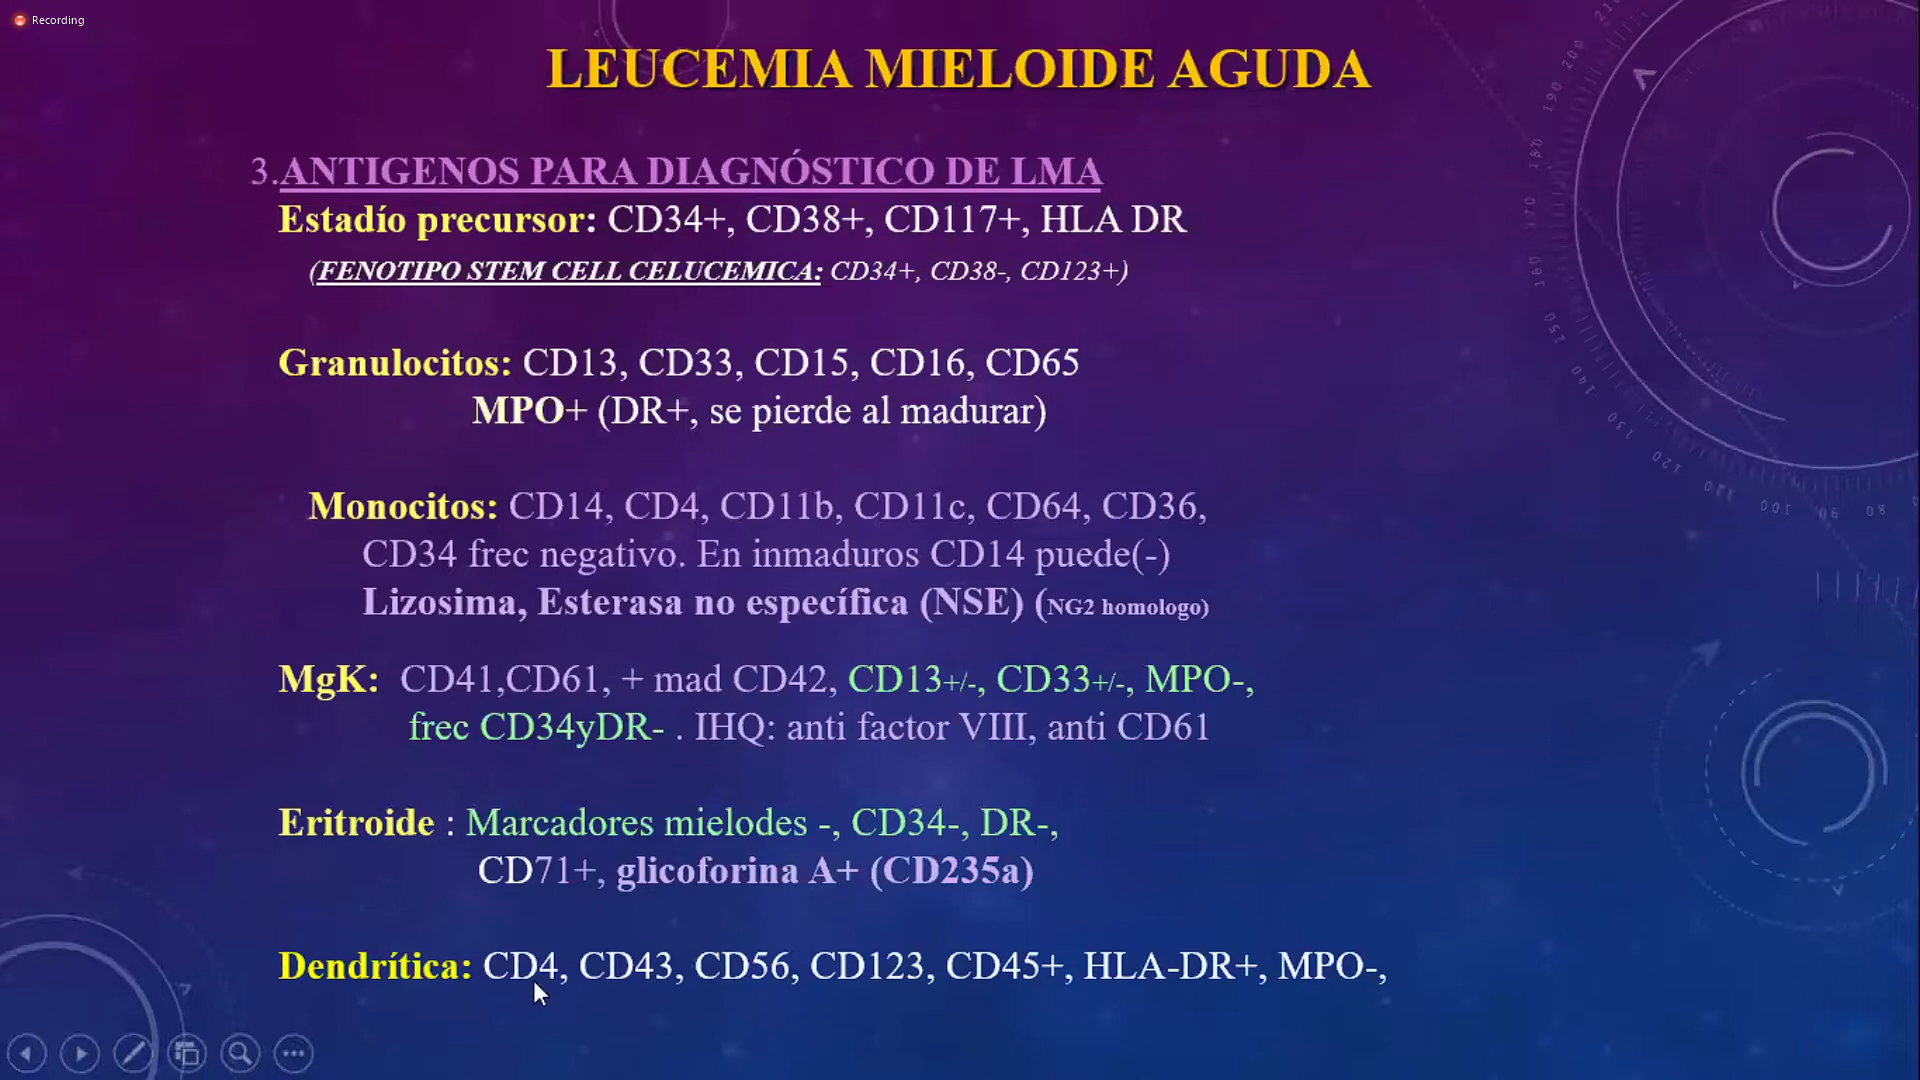 Recording
LEUCEMIA MIELOIDE AGUDA
3.ANTIGENOS PARA DIAGNÓSTICO DE LMA
Estadío precursor: CD34+, CD38+, CD117+, HLA DR
(FENOTIPO STEM CELL CELUCEMICA: CD34+, CD38-, CD123+)
Granulocitos: CD13, CD33, CD15, CD16, CD65
MPO+ (DR+, se pierde al madurar)
Monocitos: CD14, CD4, CD11b, CD11c, CD64, CD36,
CD34 frec negativo. En inmaduros CD14 puede(-)
Lizosima, Esterasa no específica (NSE) (NG2 homologo)
MgK: CD41,CD61, + mad CD42, CD13+/-, CD33+/-, MPO-,
frec CD34yDR- . IHQ: anti factor VIII, anti CD61
Eritroide : Marcadores mielodes -, CD34-, DR-,
CD71+, glicoforina A+ (CD235a)
Dendrítica: CD4, CD43, CD56, CD123, CD45+, HLA-DR+, MPO-,